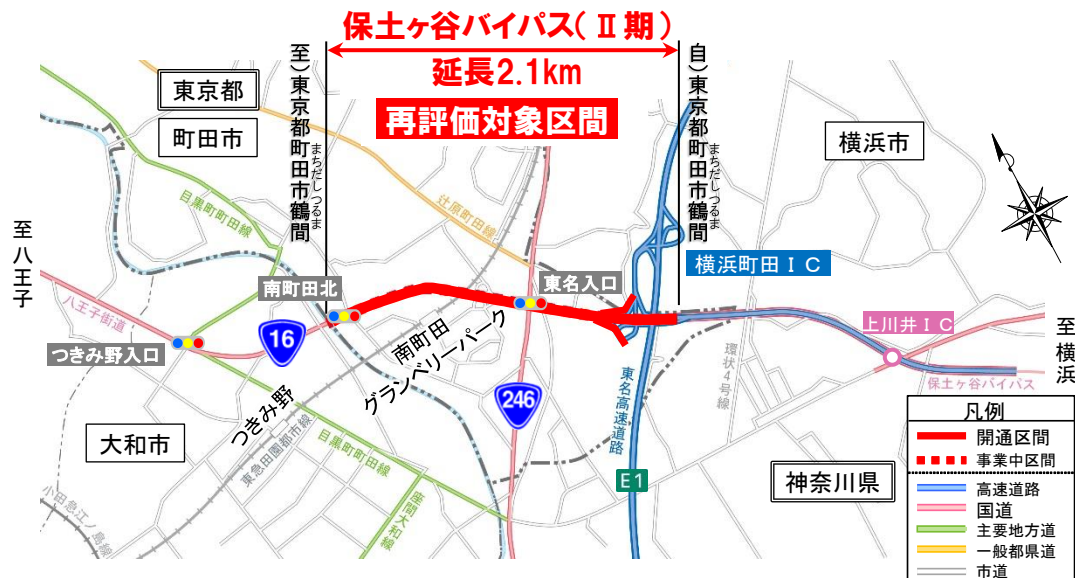 保土ヶ谷バイパス(Ⅱ期)
延長2.1km
再評価対象区間
至)東京都町田市鶴間
まちだしつるま
自)東京都町田市鶴間
まちだしつるま
東京都
町田市
横浜市
至八王子
目黒町町田線
辻原町田線
南町田北
東名入口
横浜町田IC
八王子街道
つきみ野入口
16
南町田
グランベリーパーク
つきみ野
246
上川井IC
至横浜
環状4号線
保土ヶ谷バイパス
東名高速道路
E1
大和市
東急田園都市線
目黒町町田線
座間大和線
小田急江ノ島線
神奈川県
凡例
開通区間
事業中区間
高速道路
国道
主要地方道
一般都県道
市道